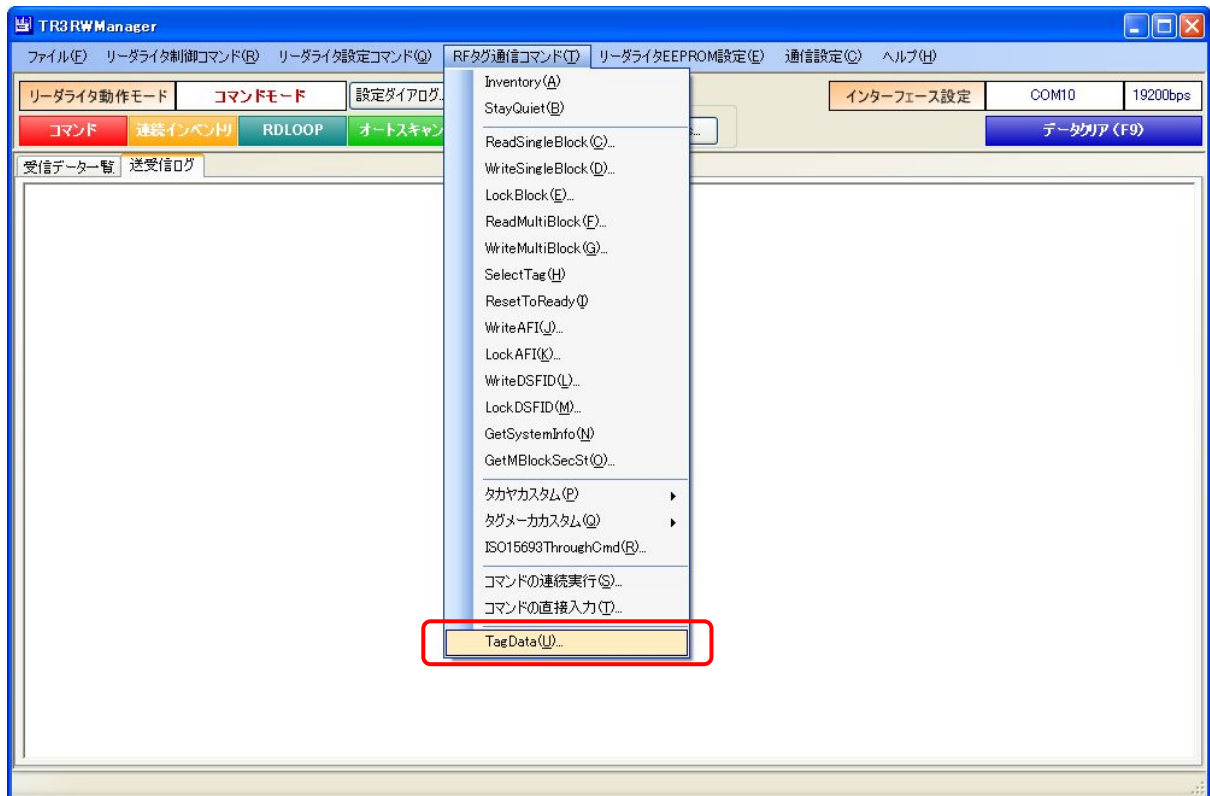 TR3RWManager
ファイル(F) リーダライタ制御コマンド(R) リーダライタ設定コマンド(Q) RFタグ通信コマンド(T) リーダライタEEPROM設定(E) 通信設定(C) ヘルプ(H)
リーダライタ動作モード コマンドモード 設定ダイアログ... インターフェース設定 COM10 19200bps
コマンド 連続インベントリ RDLOOP オートスキャン データクリア(F9)
受信データ一覧 送受信ログ
Inventory(A)
StayQuiet(B)
ReadSingleBlock(C)...
WriteSingleBlock(D)...
LockBlock(E)...
ReadMultiBlock(F)...
WriteMultiBlock(G)...
SelectTag(H)
ResetToReady(I)
WriteAFI(J)...
LockAFI(K)...
WriteDSFID(L)...
LockDSFID(M)...
GetSystemInfo(N)
GetMBlockSecSt(O)...
タカヤカスタム(P)
タグメーカカスタム(Q)
ISO15693ThroughCmd(R)...
コマンドの連続実行(S)...
コマンドの直接入力(T)...
TagData(U)...